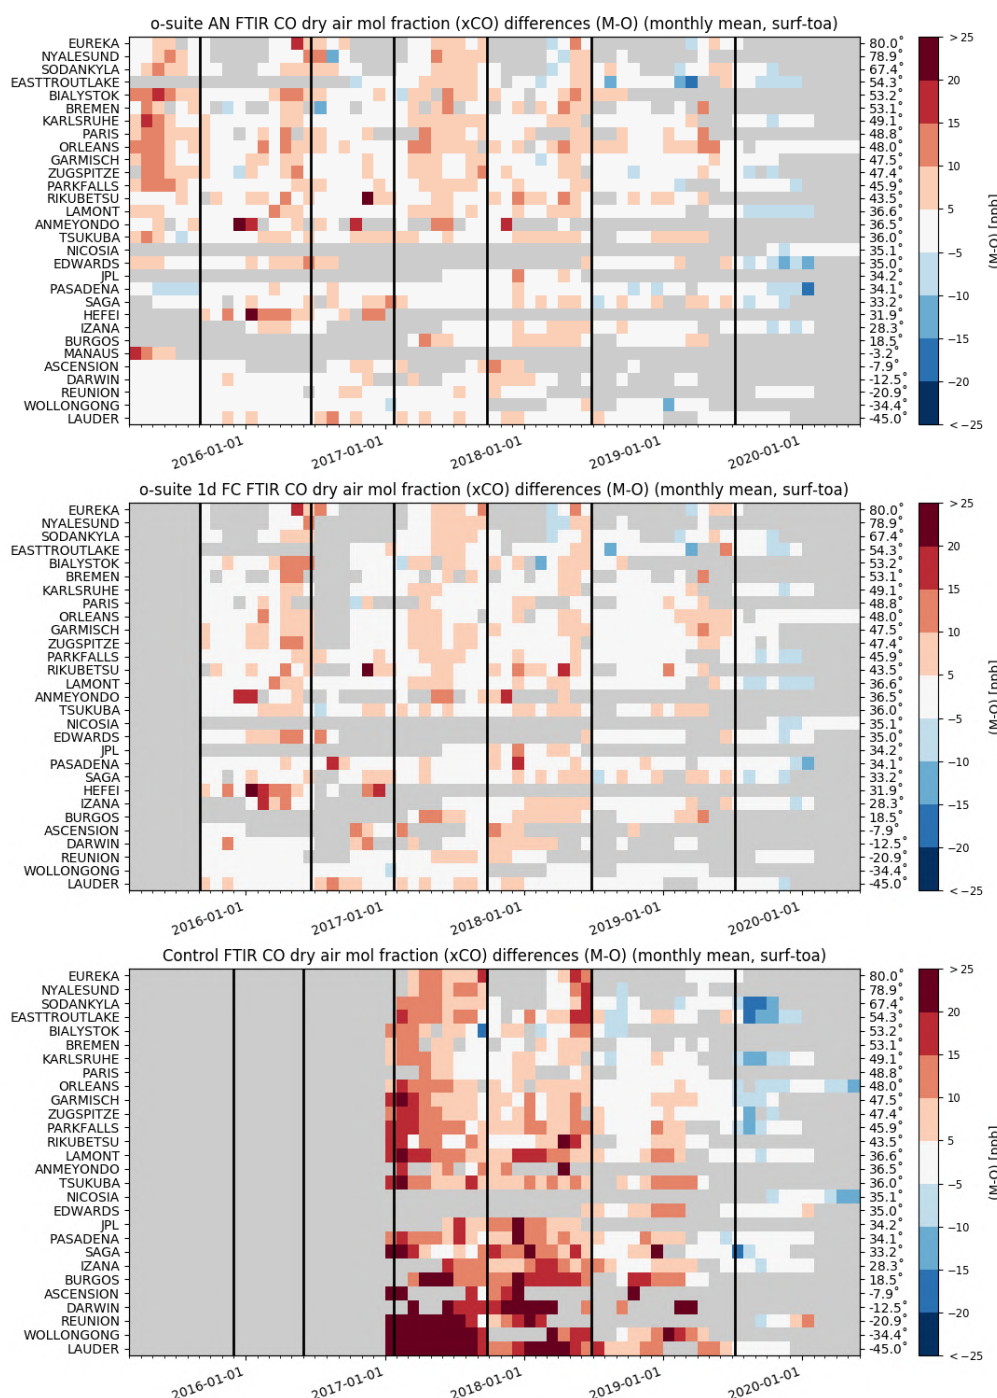 o-suite AN FTIR CO dry air mol fraction (xCO) differences (M-O) (monthly mean, surf-toa)
EUREKA 80.0°
NYALESUND 78.9°
SODANKYLA 67.4°
EASTTROUTLAKE 54.3°
BIALYSTOK 53.2°
BREMEN 53.1°
KARLSRUHE 49.1°
PARIS 48.8°
ORLEANS 48.0°
GARMISCH 47.5°
ZUGSPITZE 47.4°
PARKFALLS 45.9°
RIKUBETSU 43.5°
LAMONT 36.6°
ANMEYONDO 36.5°
TSUKUBA 36.0°
NICOSIA 35.1°
EDWARDS 35.0°
JPL 34.2°
PASADENA 34.1°
SAGA 33.2°
HEFEI 31.9°
IZANA 28.3°
BURGOS 18.5°
MANAUS -3.2°
ASCENSION -7.9°
DARWIN -12.5°
REUNION -20.9°
WOLLONGONG -34.4°
LAUDER -45.0°
2016-01-01 2017-01-01 2018-01-01 2019-01-01 2020-01-01
>25
20
15
10
5
−5
−10
−15
−20
<−25
(M-O) [ppb]
o-suite 1d FC FTIR CO dry air mol fraction (xCO) differences (M-O) (monthly mean, surf-toa)
EUREKA 80.0°
NYALESUND 78.9°
SODANKYLA 67.4°
EASTTROUTLAKE 54.3°
BIALYSTOK 53.2°
BREMEN 53.1°
KARLSRUHE 49.1°
PARIS 48.8°
ORLEANS 48.0°
GARMISCH 47.5°
ZUGSPITZE 47.4°
PARKFALLS 45.9°
RIKUBETSU 43.5°
LAMONT 36.6°
ANMEYONDO 36.5°
TSUKUBA 36.0°
NICOSIA 35.1°
EDWARDS 35.0°
JPL 34.2°
PASADENA 34.1°
SAGA 33.2°
HEFEI 31.9°
IZANA 28.3°
BURGOS 18.5°
ASCENSION -7.9°
DARWIN -12.5°
REUNION -20.9°
WOLLONGONG -34.4°
LAUDER -45.0°
2016-01-01 2017-01-01 2018-01-01 2019-01-01 2020-01-01
>25
20
15
10
5
−5
−10
−15
−20
<−25
(M-O) [ppb]
Control FTIR CO dry air mol fraction (xCO) differences (M-O) (monthly mean, surf-toa)
EUREKA 80.0°
NYALESUND 78.9°
SODANKYLA 67.4°
EASTTROUTLAKE 54.3°
BIALYSTOK 53.2°
BREMEN 53.1°
KARLSRUHE 49.1°
PARIS 48.8°
ORLEANS 48.0°
GARMISCH 47.5°
ZUGSPITZE 47.4°
PARKFALLS 45.9°
RIKUBETSU 43.5°
LAMONT 36.6°
ANMEYONDO 36.5°
TSUKUBA 36.0°
NICOSIA 35.1°
EDWARDS 35.0°
JPL 34.2°
PASADENA 34.1°
SAGA 33.2°
IZANA 28.3°
BURGOS 18.5°
ASCENSION -7.9°
DARWIN -12.5°
REUNION -20.9°
WOLLONGONG -34.4°
LAUDER -45.0°
2016-01-01 2017-01-01 2018-01-01 2019-01-01 2020-01-01
>25
20
15
10
5
−5
−10
−15
−20
<−25
(M-O) [ppb]